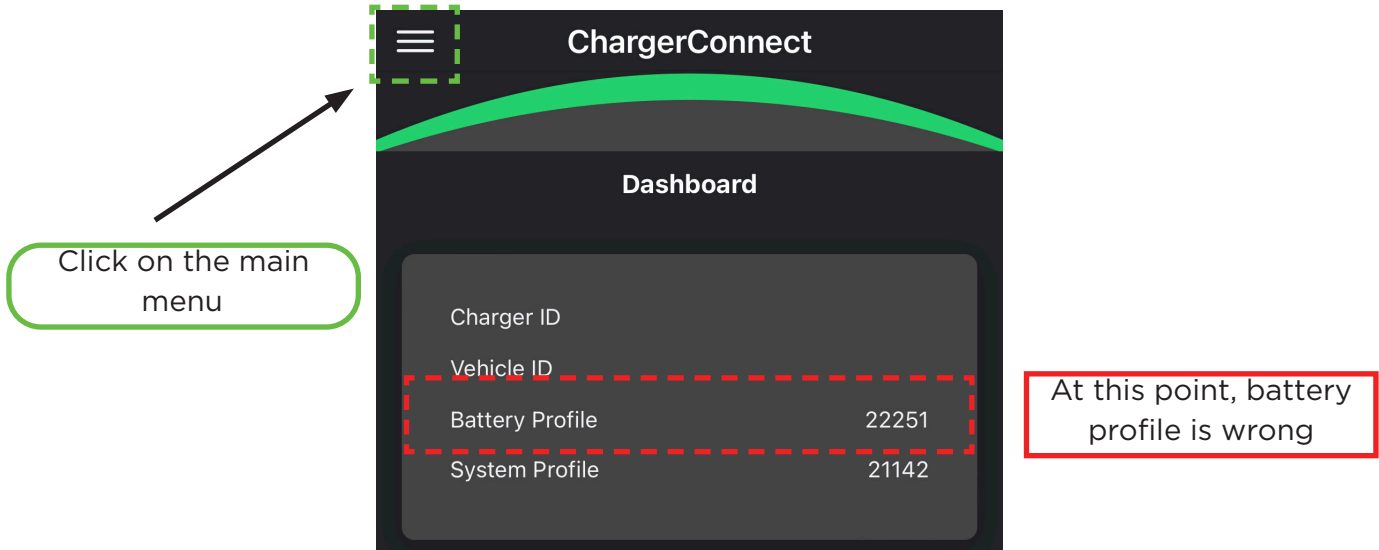 ChargerConnect
Dashboard
Click on the main
menu
Charger ID
Vehicle ID
Battery Profile 22251
System Profile 21142
At this point, battery
profile is wrong